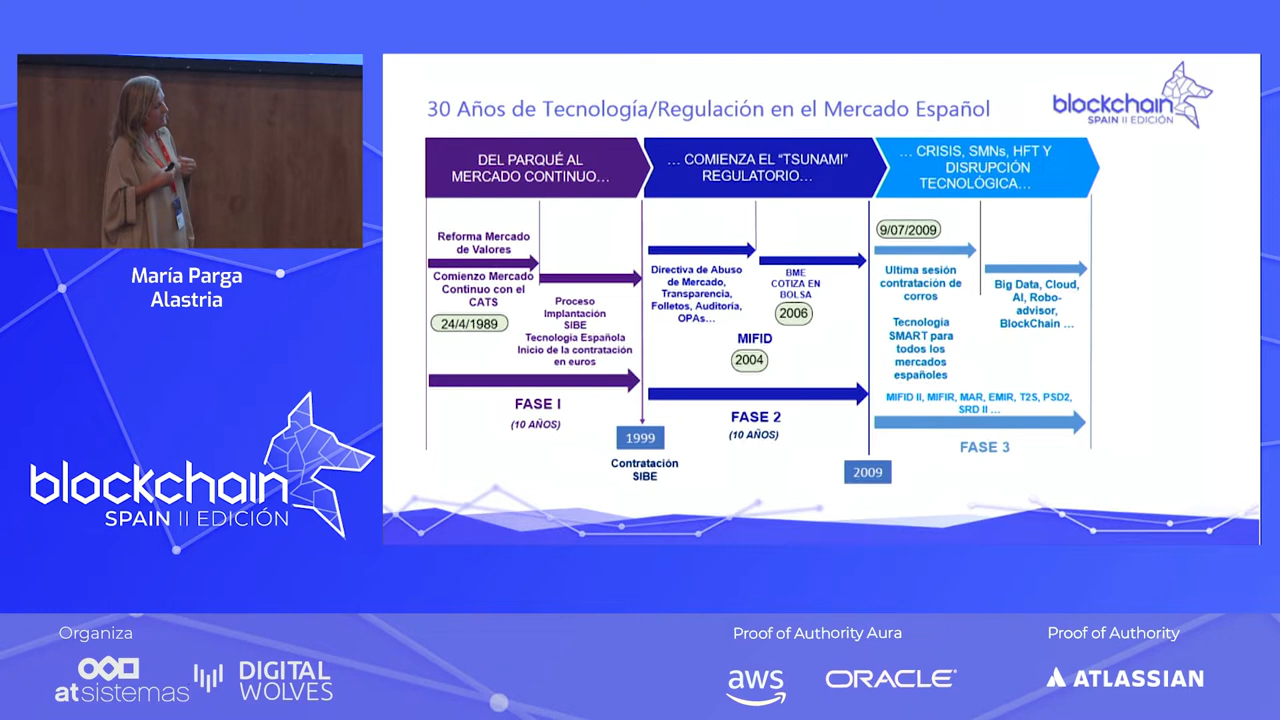 María Parga
Alastria
blockchain
SPAIN II EDICIÓN
30 Años de Tecnología/Regulación en el Mercado Español
blockchain
SPAIN II EDICIÓN
DEL PARQUÉ AL
MERCADO CONTINUO…
… COMIENZA EL “TSUNAMI”
REGULATORIO…
… CRISIS, SMNs, HFT Y
DISRUPCIÓN
TECNOLÓGICA…
Reforma Mercado
de Valores
Comienzo Mercado
Continuo con el
CATS
24/4/1989
Proceso
Implantación
SIBE
Tecnologia Española
Inicio de la contratación
en euros
FASE I
(10 AÑOS)
1999
Contratación
SIBE
Directiva de Abuso
de Mercado,
Transparencia,
Folletos, Auditoría,
OPAs…
BME
COTIZA EN
BOLSA
2006
MIFID
2004
FASE 2
(10 AÑOS)
2009
9/07/2009
Ultima sesión
contratación de
corros
Tecnología
SMART para
todos los
mercados
españoles
Big Data, Cloud,
AI, Robo-
advisor,
BlockChain …
MIFID II, MIFIR, MAR, EMIR, T2S, PSD2,
SRD II …
FASE 3
Organiza
atsistemas
DIGITAL
WOLVES
Proof of Authority Aura
aws
ORACLE
Proof of Authority
ATLASSIAN